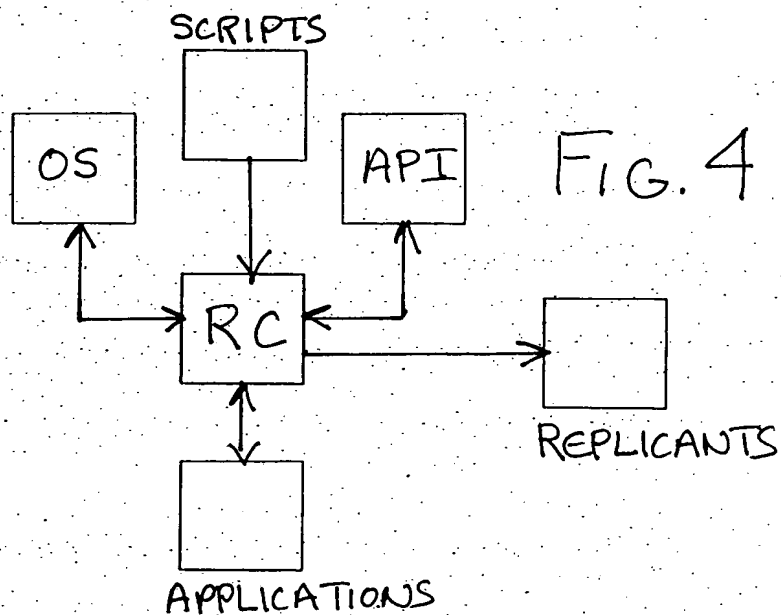 SCRIPTS
OS
API
FIG. 4
RC
REPLICANTS
APPLICATIONS